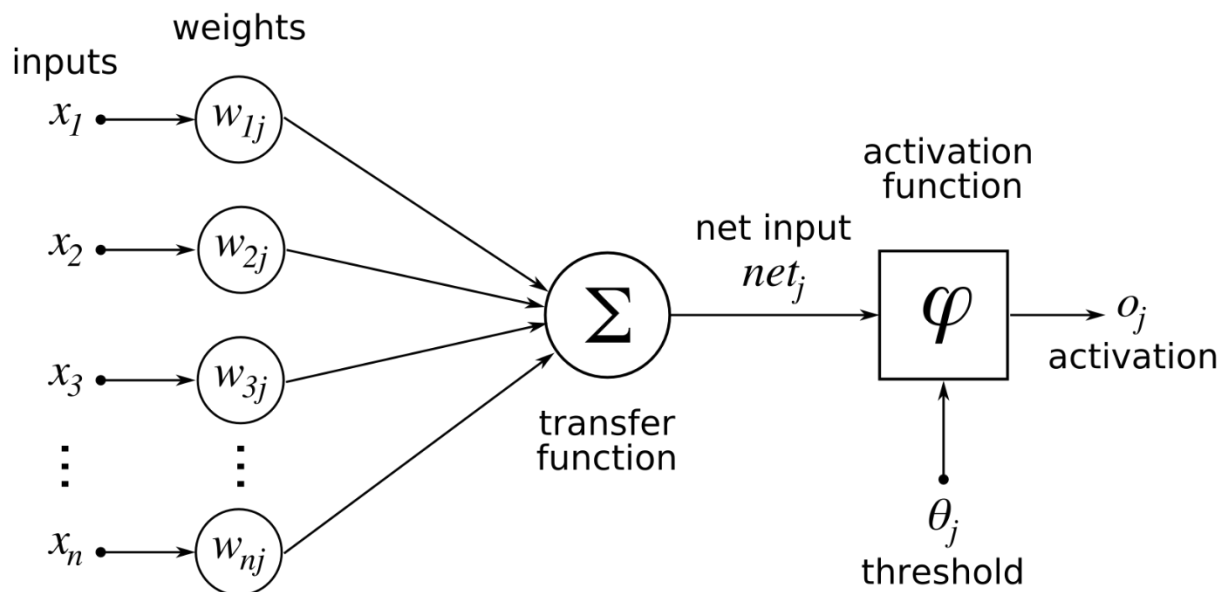 weights
inputs
x₁
w₁ⱼ
x₂
w₂ⱼ
x₃
w₃ⱼ
⋮ ⋮
xₙ
wₙⱼ
Σ
transfer
function
net input
netⱼ
activation
function
φ
oⱼ
activation
θⱼ
threshold